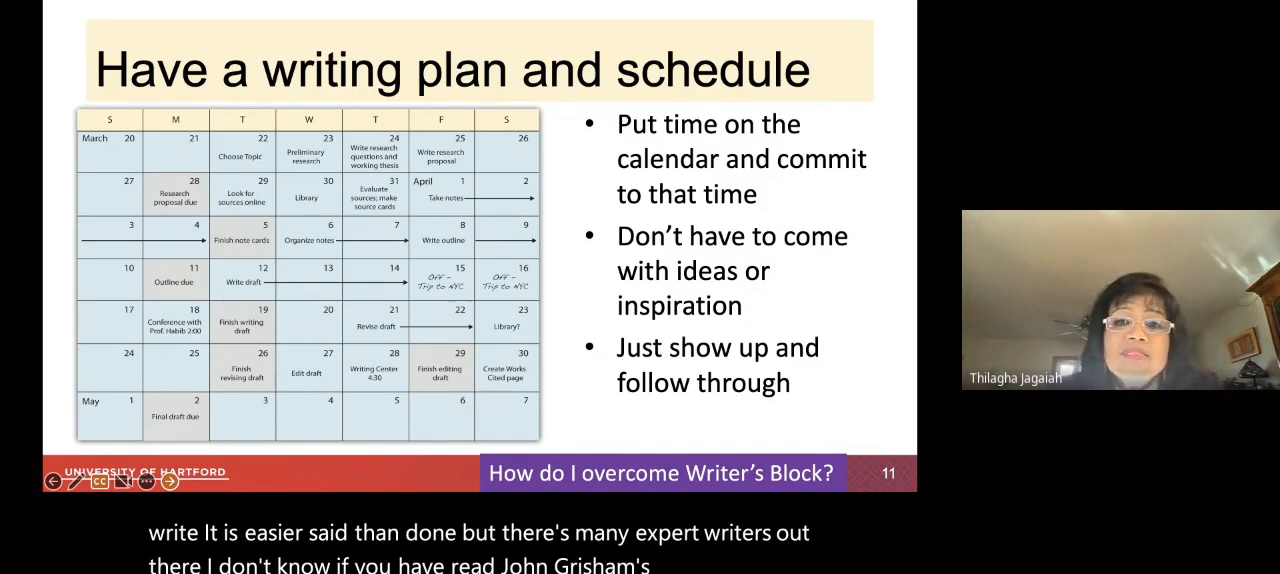 Have a writing plan and schedule
S M T W T F S
March 20 21 22 23 24 25 26
Choose Topic
Preliminary
research
Write research
questions and
working thesis
Write research
proposal
27 28 29 30 31 April 1 2
Research
proposal due
Look for
sources online
Library
Evaluate
sources; make
source cards
Take notes
3 4 5 6 7 8 9
Finish note cards
Organize notes
Write outline
10 11 12 13 14 15 16
Outline due
Write draft
Off –
Trip to NYC
Off –
Trip to NYC
17 18 19 20 21 22 23
Conference with
Prof. Habib 2:00
Finish writing
draft
Revise draft
Library?
24 25 26 27 28 29 30
Finish
revising draft
Edit draft
Writing Center
4:30
Finish editing
draft
Create Works
Cited page
May 1 2 3 4 5 6 7
Final draft due
• Put time on the
calendar and commit
to that time
• Don’t have to come
with ideas or
inspiration
• Just show up and
follow through
UNIVERSITY OF HARTFORD
CC
How do I overcome Writer’s Block?
11
Thilagha Jagaiah
write It is easier said than done but there's many expert writers out
there I don't know if you have read John Grisham's